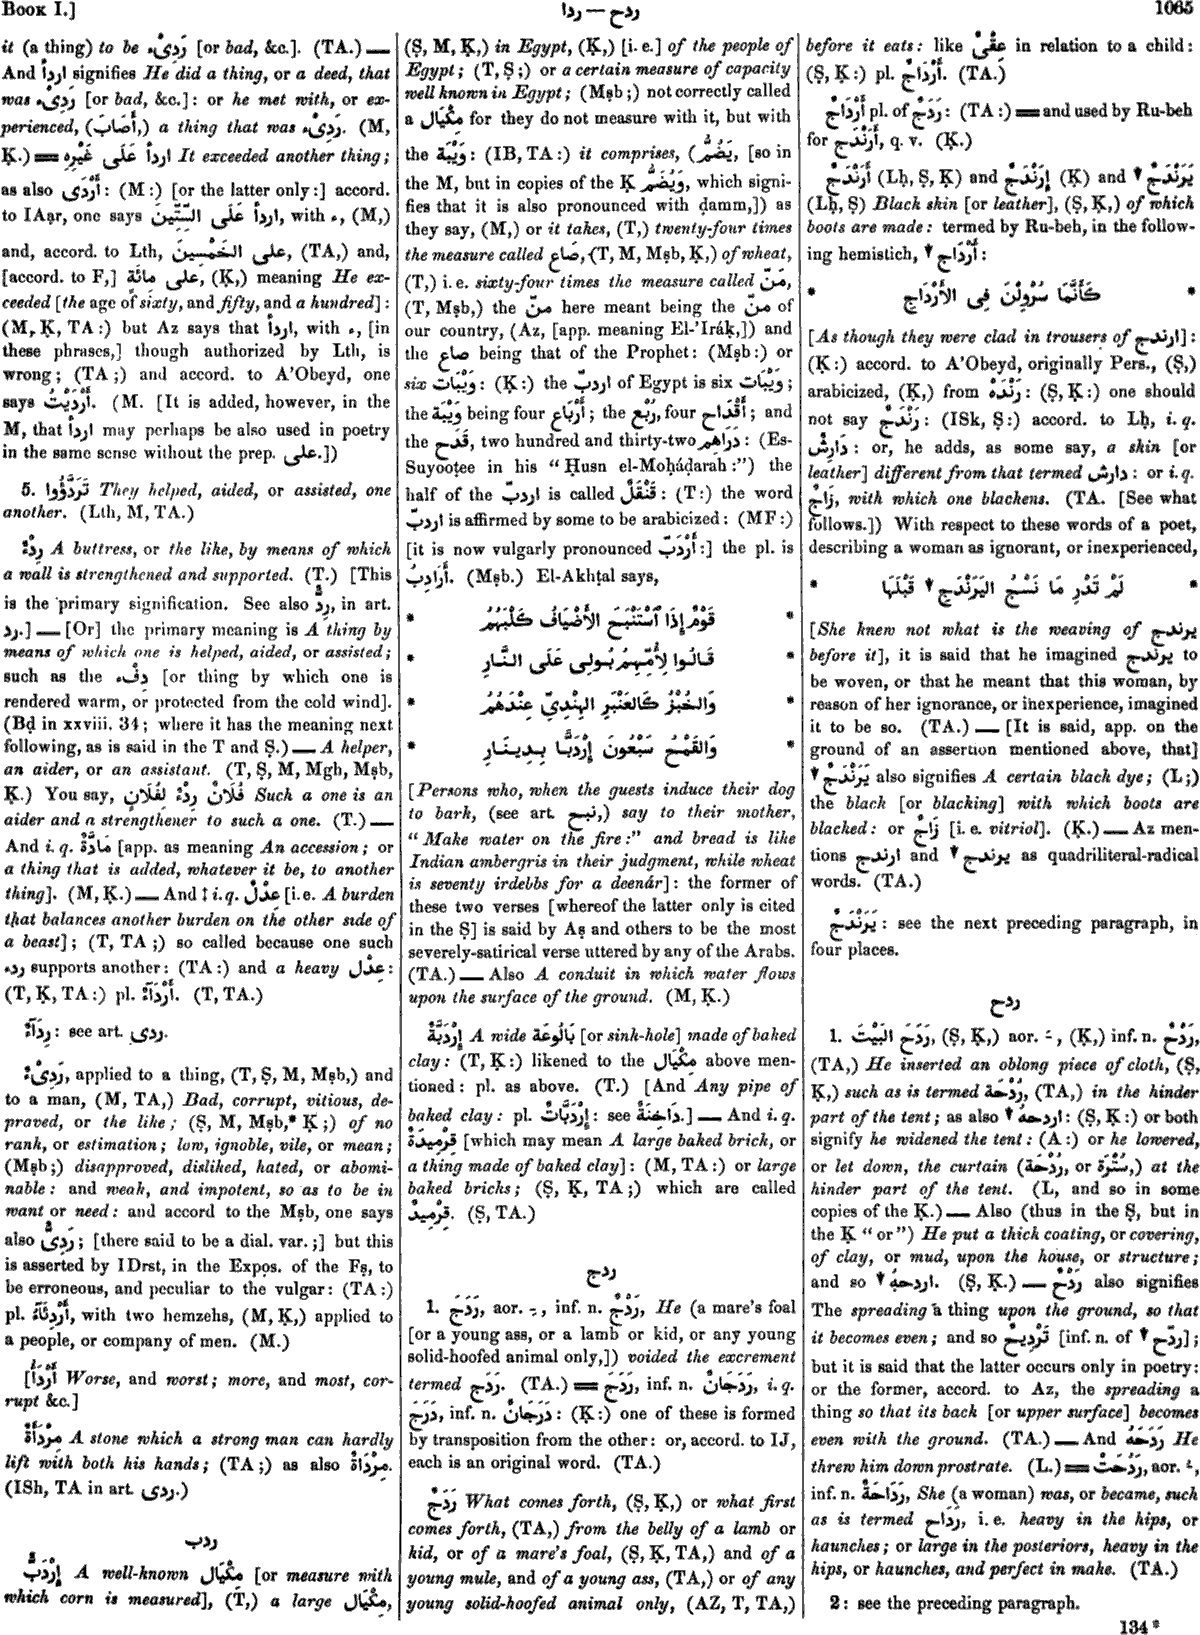 Book I.]
ردح — ردا
1065
it (a thing) to be رَدِىْء [or bad, &c.]. (TA.) —
And اردأ signifies He did a thing, or a deed, that
was رَدِىْء [or bad, &c.]: or he met with, or ex-
perienced, (أَصَابَ,) a thing that was رَدِىْء. (M,
Ḳ.) = اردأ عَلَى غَيْرِهِ It exceeded another thing;
as also أَرْدَى: (M:) [or the latter only:] accord.
to IAạr, one says اردأ عَلَى السِّتِّينَ, with ء, (M,)
and, accord. to Lth, على الخَمْسِينَ, (TA,) and,
[accord. to F,] على مِائَةٍ, (Ḳ,) meaning He ex-
ceeded [the age of sixty, and fifty, and a hundred]:
(M, Ḳ, TA:) but Az says that اردأ, with ء, [in
these phrases,] though authorized by Lth, is
wrong; (TA;) and accord. to A'Obeyd, one
says أَرْدَيْتُ. (M. [It is added, however, in the
M, that اردأ may perhaps be also used in poetry
in the same sense without the prep. على.])
5. تَرَدَّؤُوا They helped, aided, or assisted, one
another. (Lth, M, TA.)
رِدْءٌ A buttress, or the like, by means of which
a wall is strengthened and supported. (T.) [This
is the primary signification. See also رِدٌّ, in art.
رد.] — [Or] the primary meaning is A thing by
means of which one is helped, aided, or assisted;
such as the دِفْء [or thing by which one is
rendered warm, or protected from the cold wind].
(Bḍ in xxviii. 34; where it has the meaning next
following, as is said in the T and Ṣ.) — A helper,
an aider, or an assistant. (T, Ṣ, M, Mgh, Mṣb,
Ḳ.) You say, فُلَانٌ رِدْءٌ لِفُلَانٍ Such a one is an
aider and a strengthener to such a one. (T.) —
And i. q. مَادَّةٌ [app. as meaning An accession; or
a thing that is added, whatever it be, to another
thing]. (M, Ḳ.) — And ‡ i. q. عِدْلٌ [i. e. A burden
that balances another burden on the other side of
a beast]; (T, TA;) so called because one such
ردء supports another: (TA:) and a heavy عِدْل:
(T, Ḳ, TA:) pl. أَرْدَآءٌ. (T, TA.)
رِدَآءٌ: see art. ردى.
رَدِىْءٌ, applied to a thing, (T, Ṣ, M, Mṣb,) and
to a man, (M, TA,) Bad, corrupt, vitious, de-
praved, or the like; (Ṣ, M, Mṣb,* Ḳ;) of no
rank, or estimation; low, ignoble, vile, or mean;
(Mṣb;) disapproved, disliked, hated, or abomi-
nable: and weak, and impotent, so as to be in
want or need: and accord to the Mṣb, one says
also رَدِىٌّ; [there said to be a dial. var.;] but this
is asserted by IDrst, in the Expos. of the Fṣ, to
be erroneous, and peculiar to the vulgar: (TA:)
pl. أَرْدِئَآءُ, with two hemzehs, (M, Ḳ,) applied to
a people, or company of men. (M.)
[أَرْدَأُ Worse, and worst; more, and most, cor-
rupt &c.]
مِرْدَأَةٌ A stone which a strong man can hardly
lift with both his hands; (TA;) as also مِرْدَاةٌ.
(ISh, TA in art. ردى.)
ردب
إِرْدَبٌّ A well-known مِكْيَال [or measure with
which corn is measured], (T,) a large مِكْيَال,
(Ṣ, M, Ḳ,) in Egypt, (Ḳ,) [i. e.] of the people of
Egypt; (T, Ṣ;) or a certain measure of capacity
well known in Egypt; (Mṣb;) not correctly called
a مِكْيَال for they do not measure with it, but with
the وَيْبَة: (IB, TA:) it comprises, (يَضُمُّ, [so in
the M, but in copies of the Ḳ وَيُضَمُّ, which signi-
fies that it is also pronounced with ḍamm,]) as
they say, (M,) or it takes, (T,) twenty-four times
the measure called صَاع, (T, M, Mṣb, Ḳ,) of wheat,
(T,) i. e. sixty-four times the measure called مَنّ,
(T, Mṣb,) the منّ here meant being the منّ of
our country, (Az, [app. meaning El-'Iráḳ,]) and
the صاع being that of the Prophet: (Mṣb:) or
six وَيْبَات: (Ḳ:) the اردبّ of Egypt is six وَيْبَات;
the وَيْبَة being four أَرْبَاع; the رُبْع, four أَقْدَاح; and
the قَدَح, two hundred and thirty-two دَرَاهِم: (Es-
Suyooṭee in his "Ḥusn el-Moḥáḍarah:") the
half of the اردبّ is called قَنْقَلٌ: (T:) the word
اردبّ is affirmed by some to be arabicized: (MF:)
[it is now vulgarly pronounced أَرْدَبّ:] the pl. is
أَرَادِبُ. (Mṣb.) El-Akhṭal says,
* قَوْمٌ إِذَا ٱسْتَنْبَحَ الأَضْيَافُ كَلْبَهُمُ *
* قَالُوا لِأُمِّهِمُ بُولِى عَلَى النَّارِ *
* وَالخُبْزُ كَالعَنْبَرِ الهِنْدِىِّ عِنْدَهُمُ *
* وَالقَمْحُ سَبْعُونَ إِرْدَبًّا بِدِينَارِ *
[Persons who, when the guests induce their dog
to bark, (see art. نبح,) say to their mother,
"Make water on the fire:" and bread is like
Indian ambergris in their judgment, while wheat
is seventy irdebbs for a deenár]: the former of
these two verses [whereof the latter only is cited
in the Ṣ] is said by Aṣ and others to be the most
severely-satirical verse uttered by any of the Arabs.
(TA.) — Also A conduit in which water flows
upon the surface of the ground. (M, Ḳ.)
إِرْدَبَّةٌ A wide بَالُوعَة [or sink-hole] made of baked
clay: (T, Ḳ:) likened to the مِكْيَال above men-
tioned: pl. as above. (T.) [And Any pipe of
baked clay: pl. إِرْدَبَّاتٌ: see دَاخِنَةٌ.] — And i. q.
قِرْمِيدَةٌ [which may mean A large baked brick, or
a thing made of baked clay]: (M, TA:) or large
baked bricks; (Ṣ, Ḳ, TA;) which are called
قِرْمِيدٌ. (Ṣ, TA.)
ردج
1. رَدَجَ, aor. ـِ, inf. n. رَدْجٌ, He (a mare's foal
[or a young ass, or a lamb or kid, or any young
solid-hoofed animal only,]) voided the excrement
termed رَدَج. (TA.) = رَدَجَ, inf. n. رَدَجَانٌ, i. q.
دَرَجَ, inf. n. دَرَجَانٌ: (Ḳ:) one of these is formed
by transposition from the other: or, accord. to IJ,
each is an original word. (TA.)
رَدَجٌ What comes forth, (Ṣ, Ḳ,) or what first
comes forth, (TA,) from the belly of a lamb or
kid, or of a mare's foal, (Ṣ, Ḳ, TA,) and of a
young mule, and of a young ass, (TA,) or of any
young solid-hoofed animal only, (AZ, T, TA,)
before it eats: like عِقْىٌ in relation to a child:
(Ṣ, Ḳ:) pl. أَرْدَاجٌ. (TA.)
أَرْدَاجٌ pl. of رَدَجٌ: (TA:) = and used by Ru-beh
for أَرَنْدَج, q. v. (Ḳ.)
أَرَنْدَجٌ (Lḥ, Ṣ, Ḳ) and إِرَنْدَجٌ (Ḳ) and ▼ يَرَنْدَجٌ
(Lḥ, Ṣ) Black skin [or leather], (Ṣ, Ḳ,) of which
boots are made: termed by Ru-beh, in the follow-
ing hemistich, ▼ أَرْدَاج:
* كَأَنَّمَا سُرْوِلْنَ فِى الأَرْدَاجِ *
[As though they were clad in trousers of ارندج]:
(Ḳ:) accord. to A'Obeyd, originally Pers., (Ṣ,)
arabicized, (Ḳ,) from رَنْدَهْ: (Ṣ, Ḳ:) one should
not say رَنْدَجٌ: (ISk, Ṣ:) accord. to Lḥ, i. q.
دَارِشٌ: or, he adds, as some say, a skin [or
leather] different from that termed دارش: or i. q.
زَاجٌ, with which one blackens. (TA. [See what
follows.]) With respect to these words of a poet,
describing a woman as ignorant, or inexperienced,
* لَمْ تَدْرِ مَا نَسْجُ اليَرَنْدَجِ ▼ قَبْلَهَا *
[She knew not what is the weaving of يرندج
before it], it is said that he imagined يرندج to
be woven, or that he meant that this woman, by
reason of her ignorance, or inexperience, imagined
it to be so. (TA.) — [It is said, app. on the
ground of an assertion mentioned above, that]
▼ يَرَنْدَجٌ also signifies A certain black dye; (L;)
the black [or blacking] with which boots are
blacked: or زَاجٌ [i. e. vitriol]. (Ḳ.) — Az men-
tions ارندج and ▼ يرندج as quadriliteral-radical
words. (TA.)
يَرَنْدَجٌ: see the next preceding paragraph, in
four places.
ردح
1. رَدَحَ البَيْتَ, (Ṣ, Ḳ,) aor. ـَ, (Ḳ,) inf. n. رَدْحٌ,
(TA,) He inserted an oblong piece of cloth, (Ṣ,
Ḳ,) such as is termed رُدْحَة, (TA,) in the hinder
part of the tent; as also ▼ اردحه: (Ṣ, Ḳ:) or both
signify he widened the tent: (A:) or he lowered,
or let down, the curtain (رُدْحَة, or سُتْرَة,) at the
hinder part of the tent. (L, and so in some
copies of the Ḳ.) — Also (thus in the Ṣ, but in
the Ḳ "or") He put a thick coating, or covering,
of clay, or mud, upon the house, or structure;
and so ▼ اردحهُ. (Ṣ, Ḳ.) — رَدْحٌ also signifies
The spreading a thing upon the ground, so that
it becomes even; and so تَرْدِيحٌ [inf. n. of ▼ ردّح];
but it is said that the latter occurs only in poetry:
or the former, accord. to Az, the spreading a
thing so that its back [or upper surface] becomes
even with the ground. (TA.) — And رَدَحَهُ He
threw him down prostrate. (L.) = رَدُحَتْ, aor. ـُ,
inf. n. رَدَاحَةٌ, She (a woman) was, or became, such
as is termed رَدَاح, i. e. heavy in the hips, or
haunches; or large in the posteriors, heavy in the
hips, or haunches, and perfect in make. (TA.)
2: see the preceding paragraph.
134 *